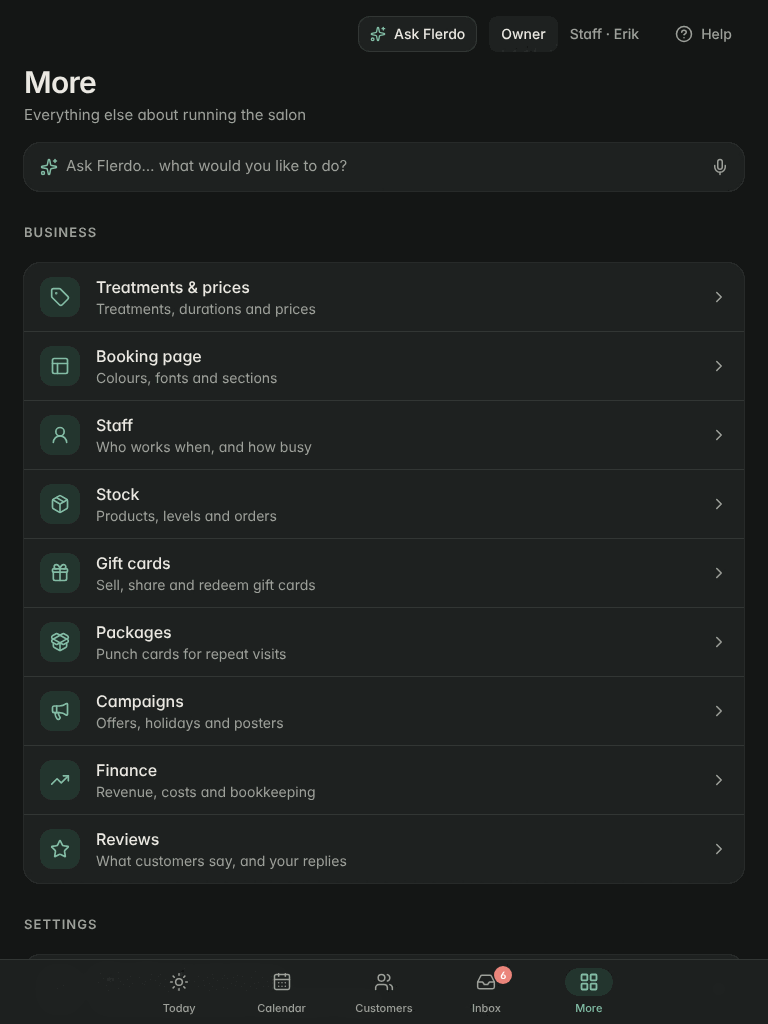 Ask Flerdo
Owner
Staff · Erik
Help
More
Everything else about running the salon
Ask Flerdo... what would you like to do?
BUSINESS
Treatments & prices
Treatments, durations and prices
Booking page
Colours, fonts and sections
Staff
Who works when, and how busy
Stock
Products, levels and orders
Gift cards
Sell, share and redeem gift cards
Packages
Punch cards for repeat visits
Campaigns
Offers, holidays and posters
Finance
Revenue, costs and bookkeeping
Reviews
What customers say, and your replies
SETTINGS
6
Today
Calendar
Customers
Inbox
More